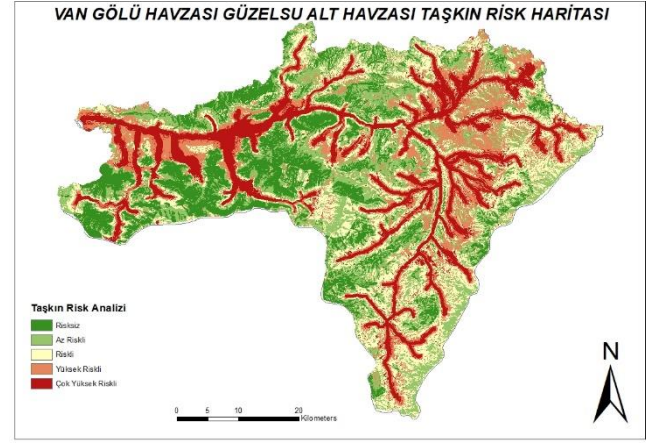 VAN GÖLÜ HAVZASI GÜZELSU ALT HAVZASI TAŞKIN RİSK HARİTASI
Taşkın Risk Analizi
Risksiz
Az Riskli
Riskli
Yüksek Riskli
Çok Yüksek Riskli
0 5 10 20
Kilometers
N